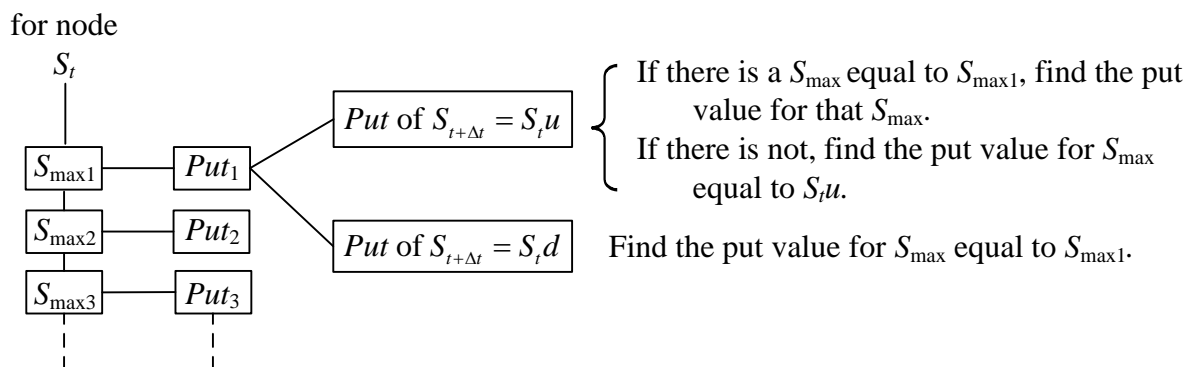 for node
S_t
S_max1
Put_1
Put of S_{t+Δt} = S_t u
If there is a S_max equal to S_max1, find the put
value for that S_max.
If there is not, find the put value for S_max
equal to S_t u.
S_max2
Put_2
Put of S_{t+Δt} = S_t d
Find the put value for S_max equal to S_max1.
S_max3
Put_3